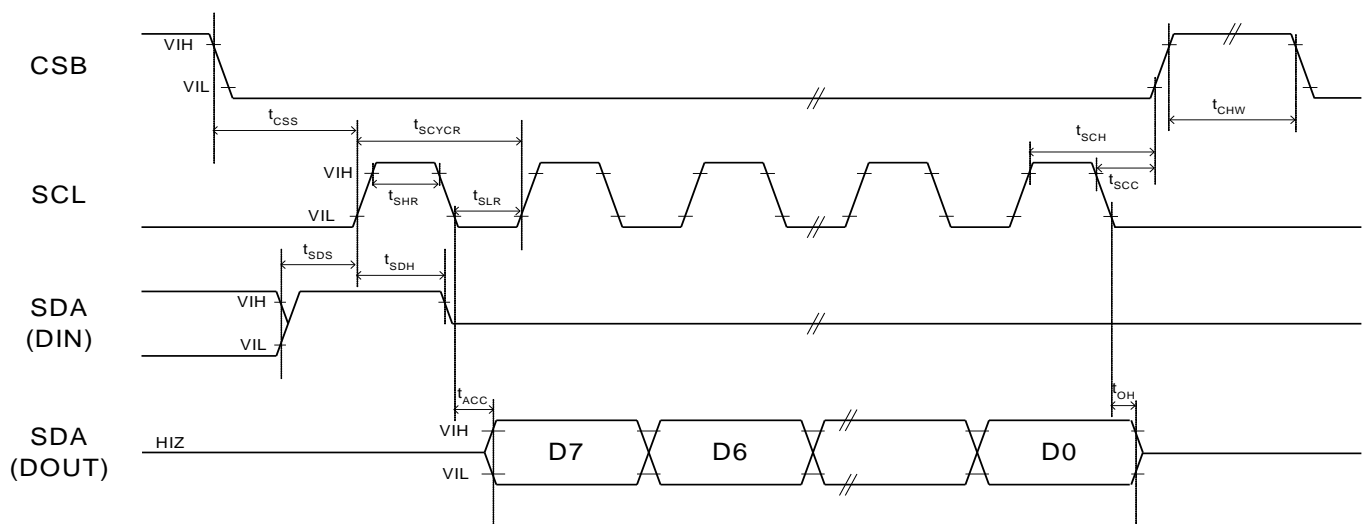 VIH
CSB
VIL
tCSS
tSCYCR
tCHW
tSCH
VIH
tSCC
SCL
tSHR
tSLR
VIL
tSDS
tSDH
SDA
(DIN)
VIH
VIL
tACC
tOH
SDA
(DOUT)
HIZ
VIH
VIL
D7
D6
D0